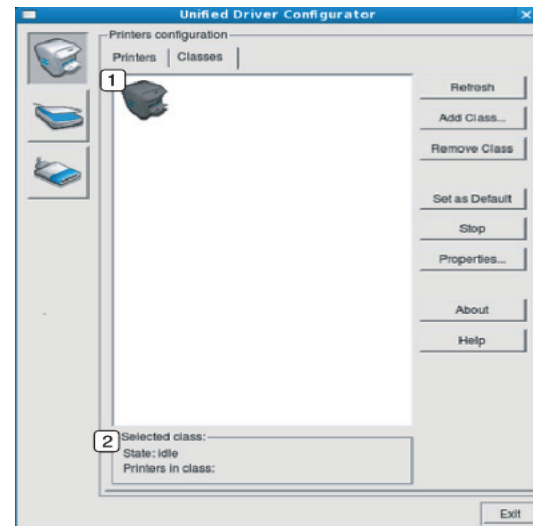 Unified Driver Configurator
Printers configuration
Printers Classes
1
Refresh
Add Class...
Remove Class
Set as Default
Stop
Properties...
About
Help
2
Selected class:
State: idle
Printers in class:
Exit